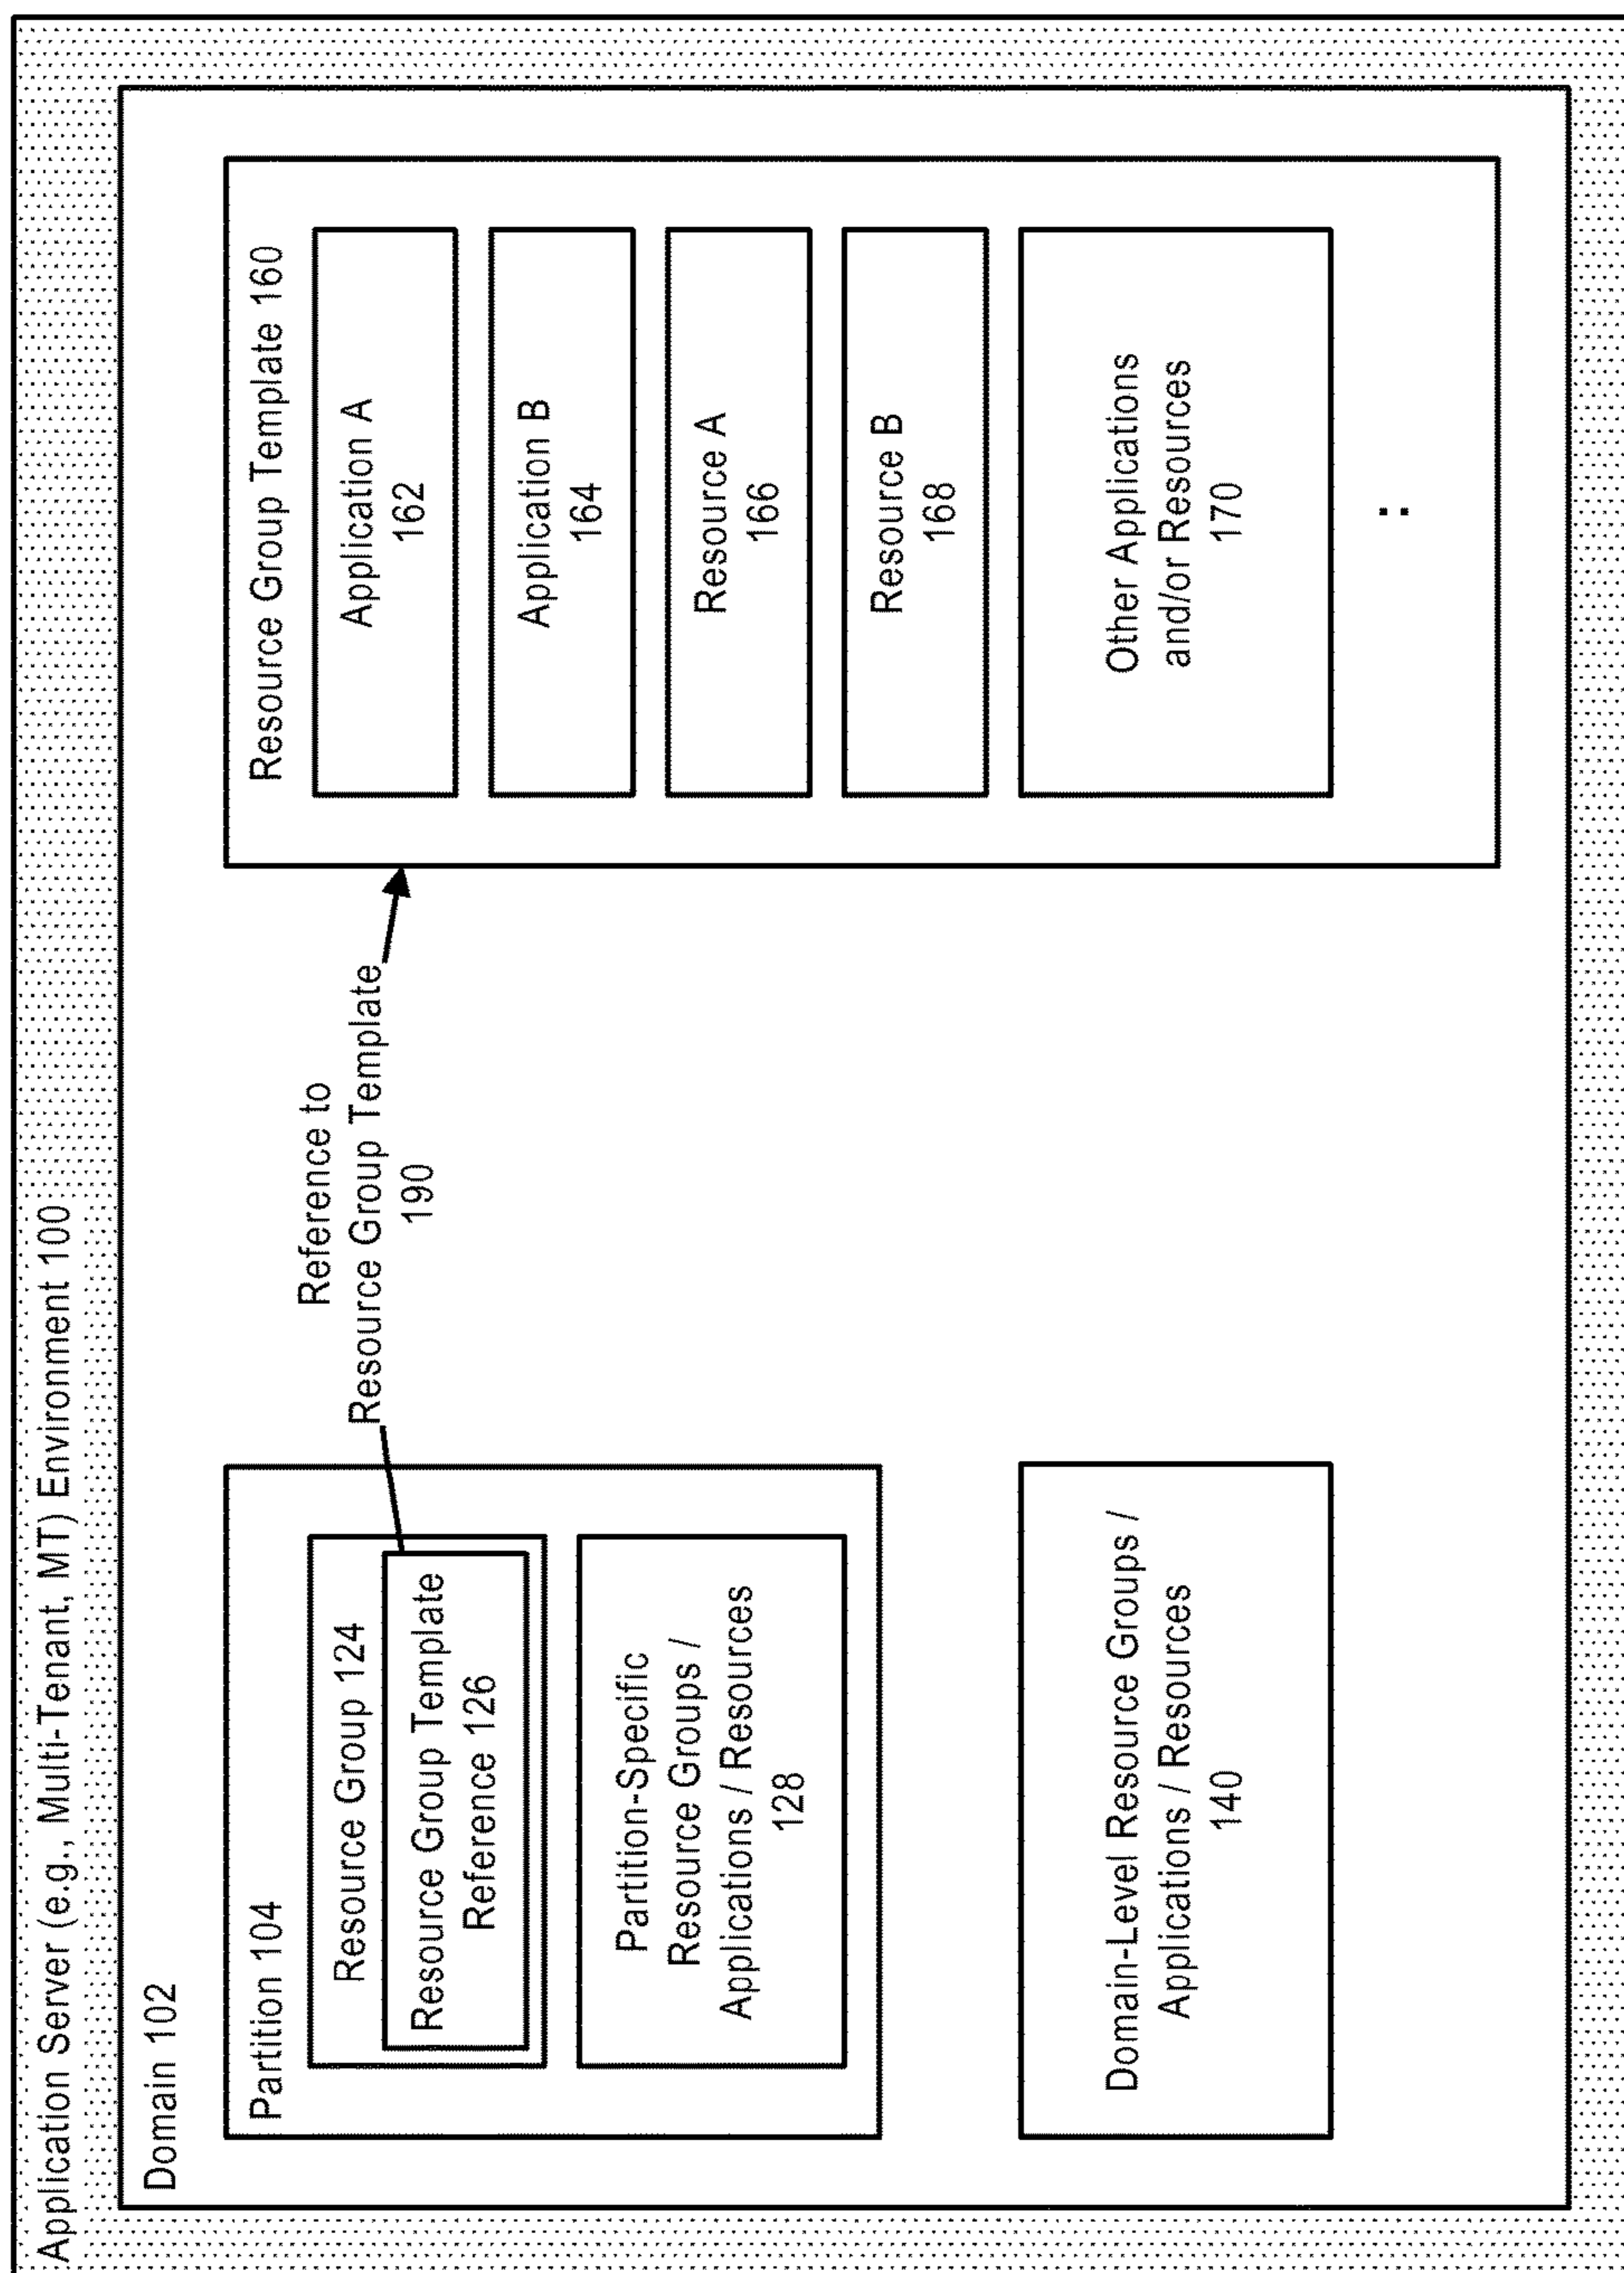 Application Server (e.g., Multi-Tenant, MT) Environment 100
Domain 102
Partition 104
Resource Group 124
Resource Group Template
Reference 126
Partition-Specific
Resource Groups /
Applications / Resources
128
Domain-Level Resource Groups /
Applications / Resources
140
Reference to
Resource Group Template
190
Resource Group Template 160
Application A
162
Application B
164
Resource A
166
Resource B
168
Other Applications
and/or Resources
170
..